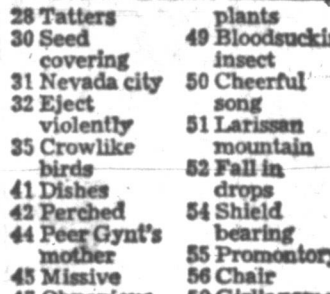 28 Tatters
30 Seed
covering
31 Nevada city
32 Eject
violently
35 Crowlike
birds
41 Dishes
42 Perched
44 Peer Gynt's
mother
45 Missive
plants
49 Bloodsuckin
insect
50 Cheerful
song
51 Larissan
mountain
52 Fall in
drops
54 Shield
bearing
55 Promontory
56 Chair